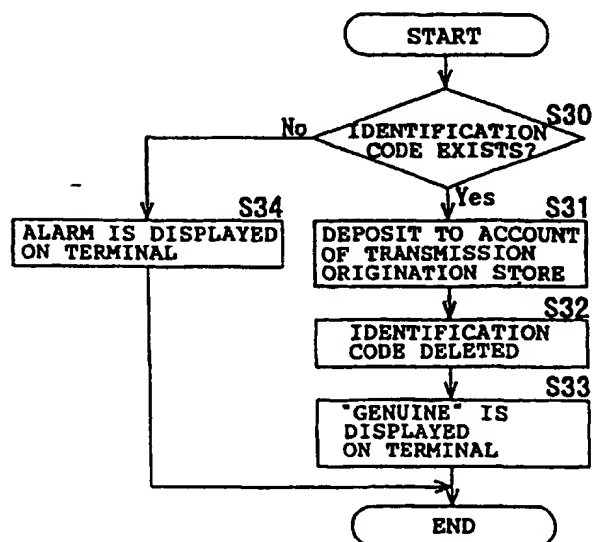 START
S30
IDENTIFICATION
CODE EXISTS?
No
Yes
S34
ALARM IS DISPLAYED
ON TERMINAL
S31
DEPOSIT TO ACCOUNT
OF TRANSMISSION
ORIGINATION STORE
S32
IDENTIFICATION
CODE DELETED
S33
"GENUINE" IS
DISPLAYED
ON TERMINAL
END